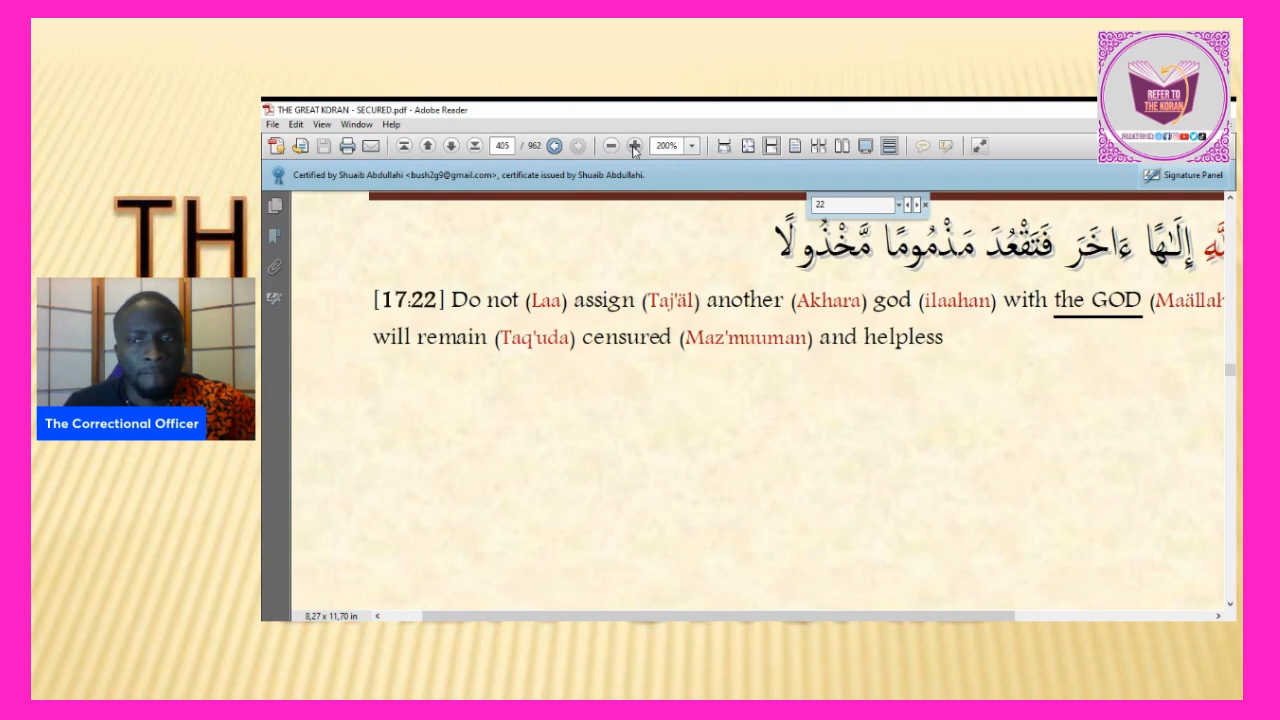 REFER TO
THE KORAN
THE GREAT KORAN - SECURED.pdf - Adobe Reader
File Edit View Window Help
405 / 962 200%
Certified by Shuaib Abdullahi <bush2g9@gmail.com>, certificate issued by Shuaib Abdullahi.
Signature Panel
22
TH
إِلَـٰهًا ءَاخَرَ فَتَقْعُدَ مَذْمُومًا مَّخْذُولًا
[17:22] Do not (Laa) assign (Taj'äl) another (Akhara) god (ilaahan) with the GOD (Maällah
will remain (Taq'uda) censured (Maz'muuman) and helpless
The Correctional Officer
8,27 x 11,70 in